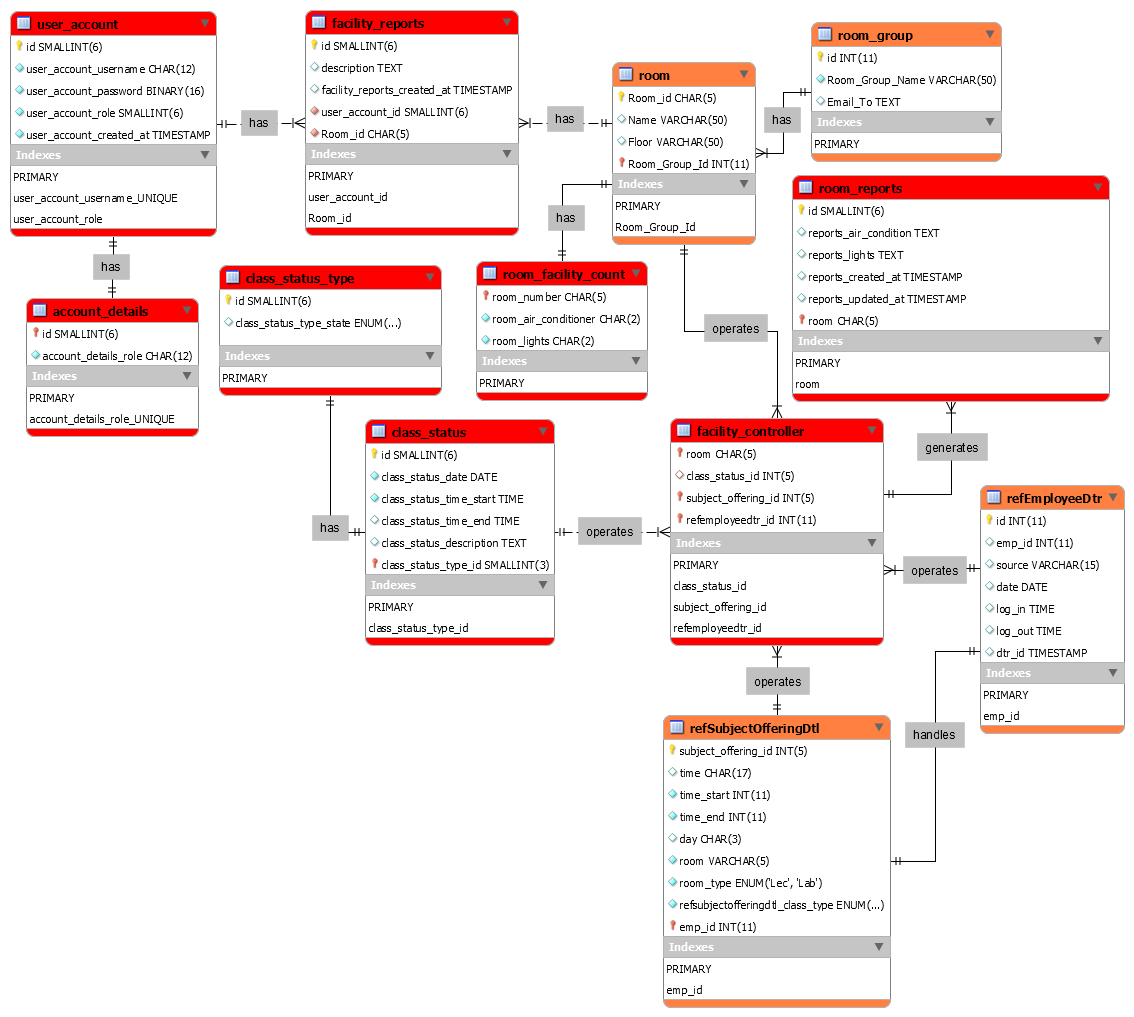 user_account
id SMALLINT(6)
user_account_username CHAR(12)
user_account_password BINARY(16)
user_account_role SMALLINT(6)
user_account_created_at TIMESTAMP
Indexes
PRIMARY
user_account_username_UNIQUE
user_account_role
has
facility_reports
id SMALLINT(6)
description TEXT
facility_reports_created_at TIMESTAMP
user_account_id SMALLINT(6)
Room_id CHAR(5)
Indexes
PRIMARY
user_account_id
Room_id
has
room
Room_id CHAR(5)
Name VARCHAR(50)
Floor VARCHAR(50)
Room_Group_Id INT(11)
Indexes
PRIMARY
Room_Group_Id
has
room_group
id INT(11)
Room_Group_Name VARCHAR(50)
Email_To TEXT
Indexes
PRIMARY
has
account_details
id SMALLINT(6)
account_details_role CHAR(12)
Indexes
PRIMARY
account_details_role_UNIQUE
class_status_type
id SMALLINT(6)
class_status_type_state ENUM(...)
Indexes
PRIMARY
has
room_facility_count
room_number CHAR(5)
room_air_conditioner CHAR(2)
room_lights CHAR(2)
Indexes
PRIMARY
operates
room_reports
id SMALLINT(6)
reports_air_condition TEXT
reports_lights TEXT
reports_created_at TIMESTAMP
reports_updated_at TIMESTAMP
room CHAR(5)
Indexes
PRIMARY
room
has
class_status
id SMALLINT(6)
class_status_date DATE
class_status_time_start TIME
class_status_time_end TIME
class_status_description TEXT
class_status_type_id SMALLINT(3)
Indexes
PRIMARY
class_status_type_id
operates
facility_controller
room CHAR(5)
class_status_id INT(5)
subject_offering_id INT(5)
refemployeedtr_id INT(11)
Indexes
PRIMARY
class_status_id
subject_offering_id
refemployeedtr_id
generates
operates
refEmployeeDtr
id INT(11)
emp_id INT(11)
source VARCHAR(15)
date DATE
log_in TIME
log_out TIME
dtr_id TIMESTAMP
Indexes
PRIMARY
emp_id
operates
handles
refSubjectOfferingDtl
subject_offering_id INT(5)
time CHAR(17)
time_start INT(11)
time_end INT(11)
day CHAR(3)
room VARCHAR(5)
room_type ENUM('Lec', 'Lab')
refsubjectofferingdtl_class_type ENUM(...)
emp_id INT(11)
Indexes
PRIMARY
emp_id